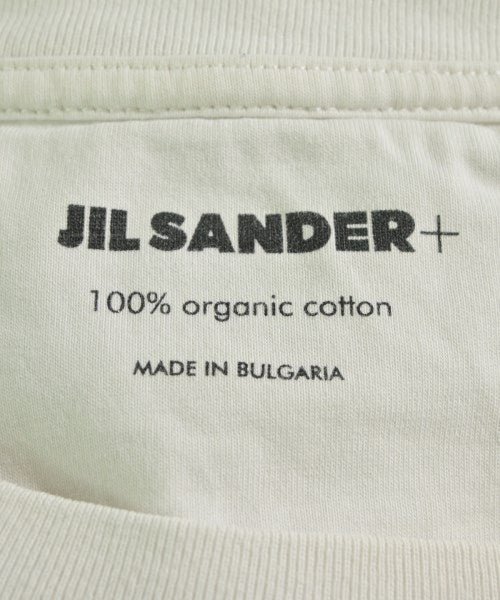 JIL SANDER+
100% organic cotton
MADE IN BULGARIA